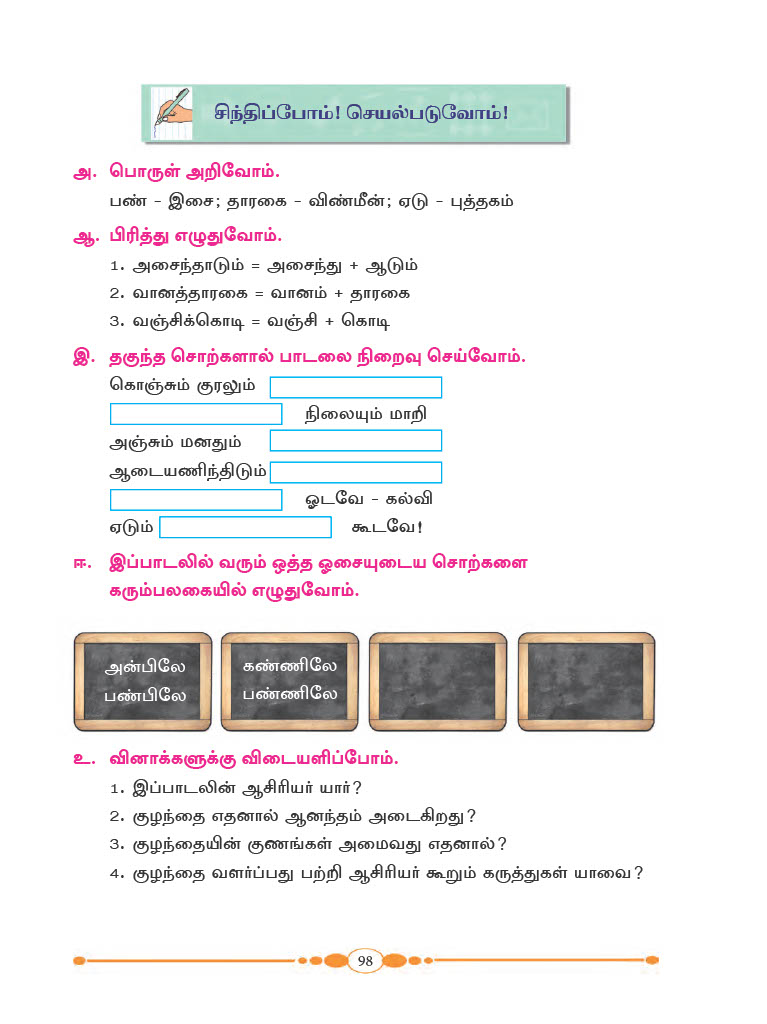 சிந்திப்போம்! செயல்படுவோம்!
அ. பொருள் அறிவோம்.
பண் - இசை; தாரகை - விண்மீன்; ஏடு - புத்தகம்
ஆ. பிரித்து எழுதுவோம்.
1. அசைந்தாடும் = அசைந்து + ஆடும்
2. வானத்தாரகை = வானம் + தாரகை
3. வஞ்சிக்கொடி = வஞ்சி + கொடி
இ. தகுந்த சொற்களால் பாடலை நிறைவு செய்வோம்.
கொஞ்சும் குரலும்
நிலையும் மாறி
அஞ்சும் மனதும்
ஆடையணிந்திடும்
ஓடவே - கல்வி
ஏடும் கூடவே!
ஈ. இப்பாடலில் வரும் ஒத்த ஓசையுடைய சொற்களை
கரும்பலகையில் எழுதுவோம்.
அன்பிலே
பண்பிலே
கண்ணிலே
பண்ணிலே
உ. வினாக்களுக்கு விடையளிப்போம்.
1. இப்பாடலின் ஆசிரியர் யார்?
2. குழந்தை எதனால் ஆனந்தம் அடைகிறது?
3. குழந்தையின் குணங்கள் அமைவது எதனால்?
4. குழந்தை வளர்ப்பது பற்றி ஆசிரியர் கூறும் கருத்துகள் யாவை?
98